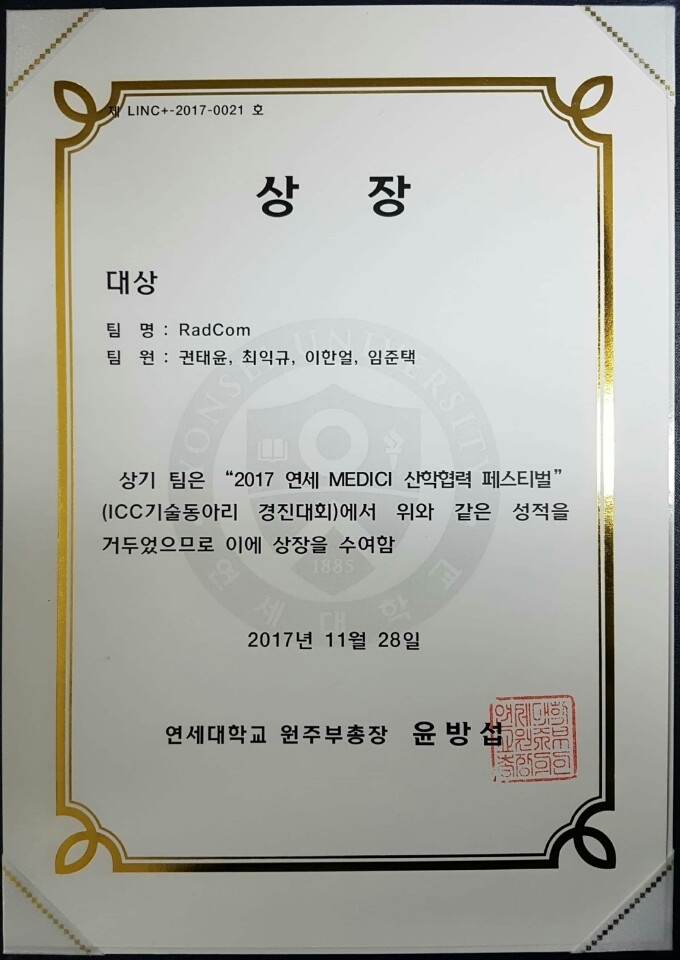 제 LINC+-2017-0021 호
상 장
대상
팀 명 : RadCom
팀 원 : 권태윤, 최익규, 이한얼, 임준택
상기 팀은 “2017 연세 MEDICI 산학협력 페스티벌”
(ICC기술동아리 경진대회)에서 위와 같은 성적을
거두었으므로 이에 상장을 수여함
YONSEI UNIVERSITY
1885
연세대학교
2017년 11월 28일
연세대학교 원주부총장 윤방섭